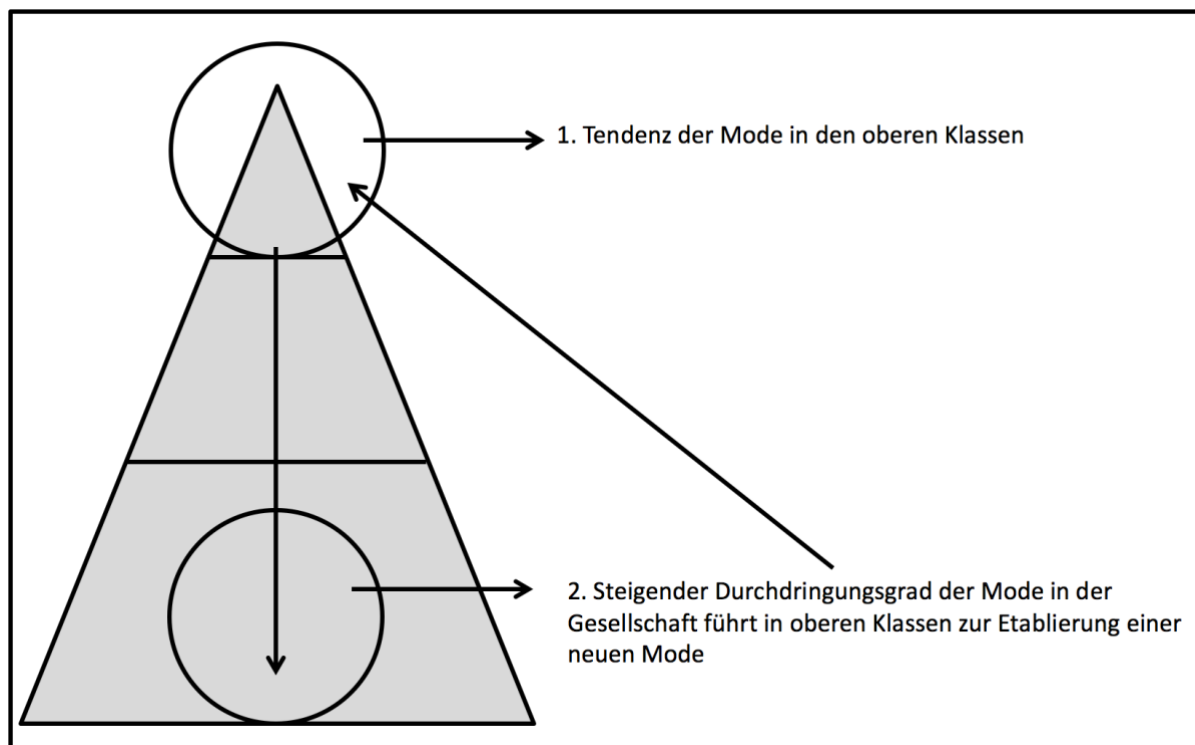 1. Tendenz der Mode in den oberen Klassen
2. Steigender Durchdringungsgrad der Mode in der
Gesellschaft führt in oberen Klassen zur Etablierung einer
neuen Mode